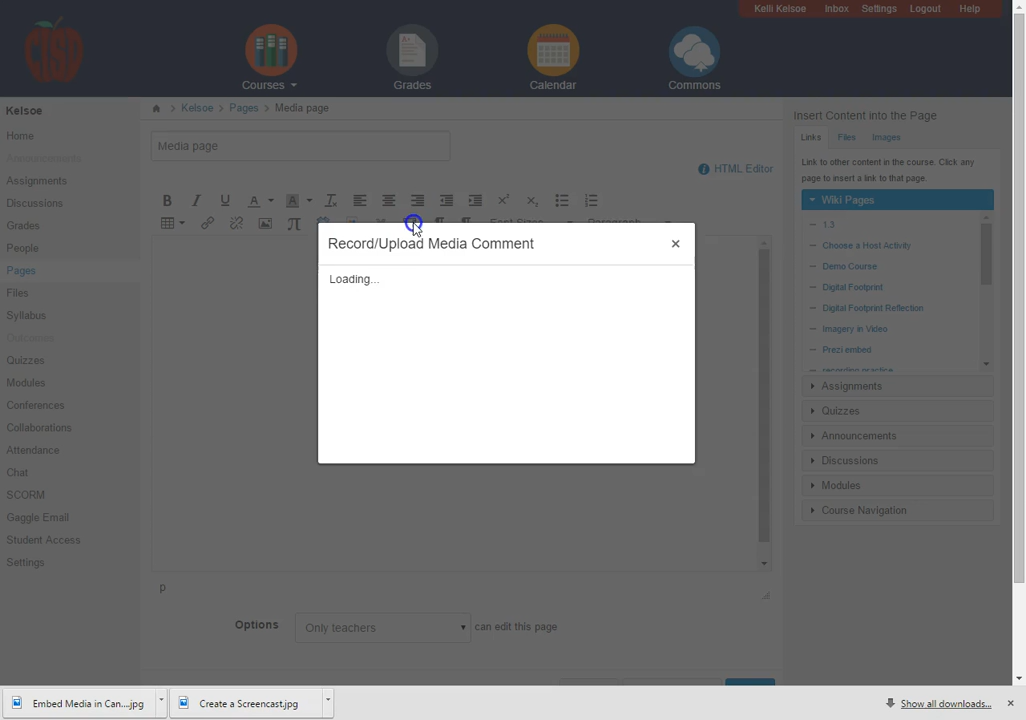 Kelli Kelsoe Inbox Settings Logout Help
CISD
Courses Grades Calendar Commons
Kelsoe
Home
Announcements
Assignments
Discussions
Grades
People
Pages
Files
Syllabus
Outcomes
Quizzes
Modules
Conferences
Collaborations
Attendance
Chat
SCORM
Gaggle Email
Student Access
Settings
> Kelsoe > Pages > Media page
Media page
HTML Editor
B I U A A
Record/Upload Media Comment ×
Loading...
p
Options Only teachers can edit this page
Insert Content into the Page
Links Files Images
Link to other content in the course. Click any
page to insert a link to that page.
Wiki Pages
1.3
Choose a Host Activity
Demo Course
Digital Footprint
Digital Footprint Reflection
Imagery in Video
Prezi embed
recording practice
Assignments
Quizzes
Announcements
Discussions
Modules
Course Navigation
Embed Media in Can....jpg Create a Screencast.jpg Show all downloads... ×